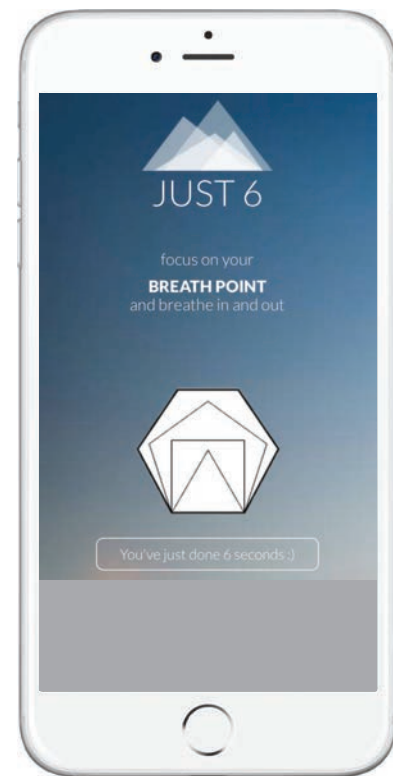 JUST 6
focus on your
BREATH POINT
and breathe in and out
You've just done 6 seconds :)